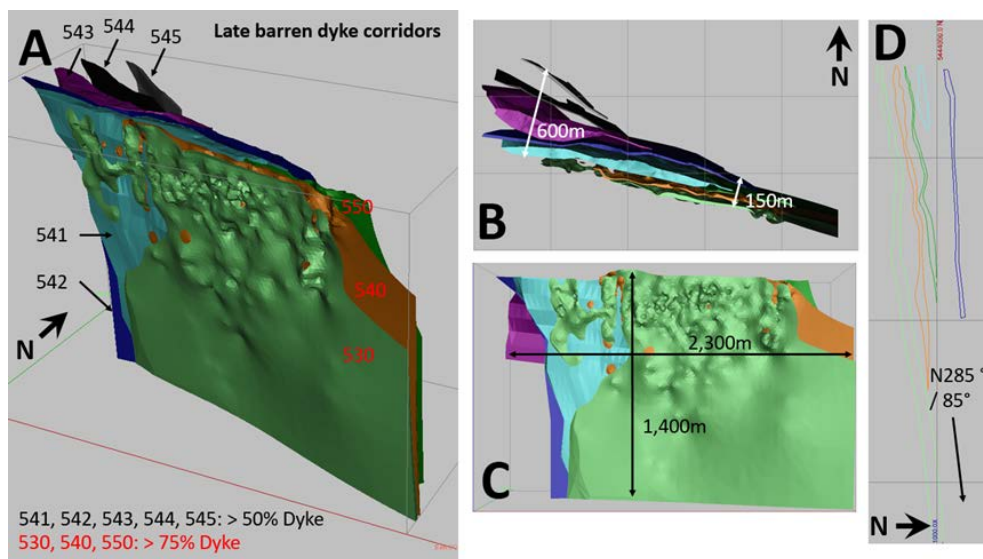 A
543
544
545
Late barren dyke corridors
541
542
N
550
540
530
541, 542, 543, 544, 545: > 50% Dyke
530, 540, 550: > 75% Dyke
B
N
600m
150m
C
2,300m
1,400m
D
N285 °
/ 85°
N